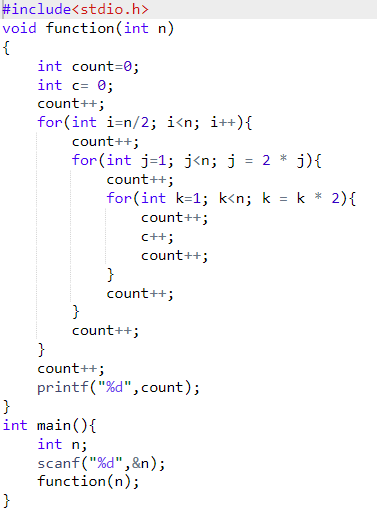 #include<stdio.h>
void function(int n)
{
    int count=0;
    int c= 0;
    count++;
    for(int i=n/2; i<n; i++){
        count++;
        for(int j=1; j<n; j = 2 * j){
            count++;
            for(int k=1; k<n; k = k * 2){
                count++;
                c++;
                count++;
            }
            count++;
        }
        count++;
    }
    count++;
    printf("%d",count);
}
int main(){
    int n;
    scanf("%d",&n);
    function(n);
}